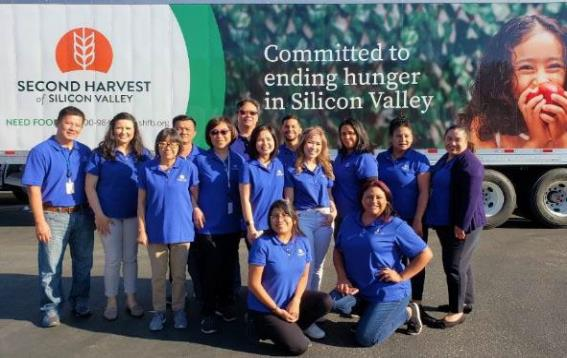 SECOND HARVEST
of SILICON VALLEY
NEED FOOD
Committed to
ending hunger
in Silicon Valley